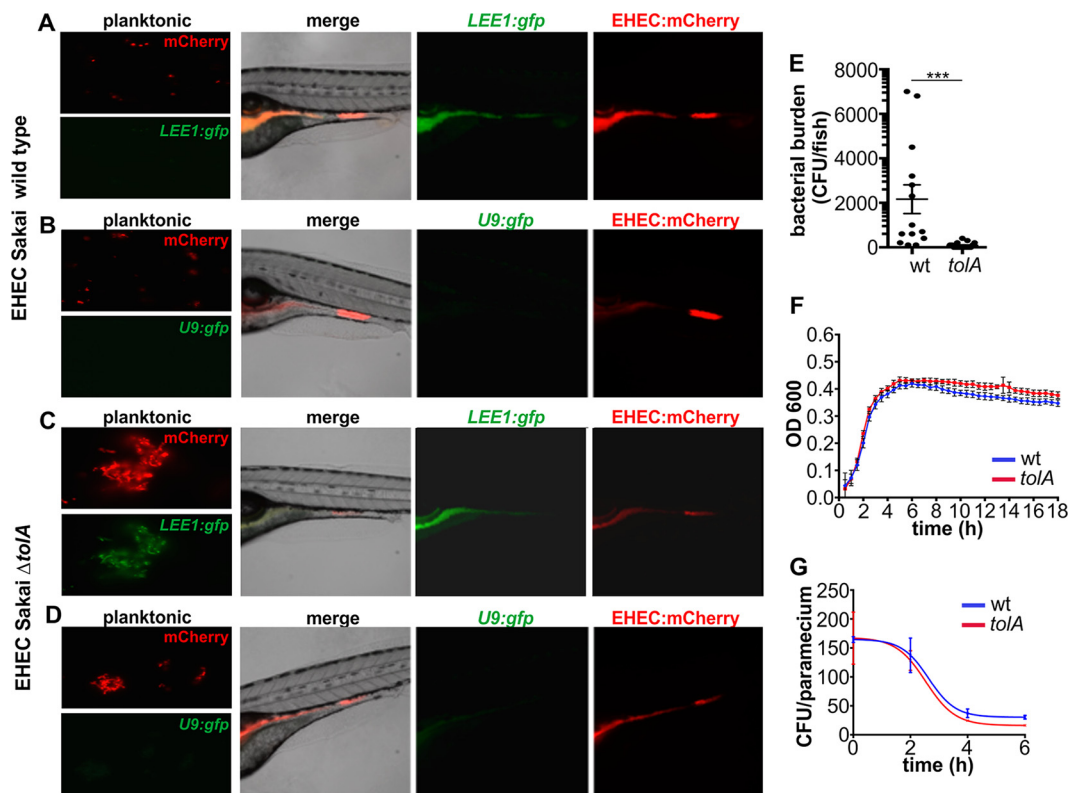 A
planktonic
merge
LEE1:gfp
EHEC:mCherry
mCherry
LEE1:gfp
EHEC Sakai wild type
B
planktonic
merge
U9:gfp
EHEC:mCherry
mCherry
U9:gfp
C
planktonic
merge
LEE1:gfp
EHEC:mCherry
mCherry
LEE1:gfp
EHEC Sakai ΔtolA
D
planktonic
merge
U9:gfp
EHEC:mCherry
mCherry
U9:gfp
E
bacterial burden
(CFU/fish)
8000
6000
4000
2000
0
***
wt
tolA
F
OD 600
0.6
0.5
0.4
0.3
0.2
0.1
0.0
wt
tolA
0 2 4 6 8 10 12 14 16 18
time (h)
G
CFU/paramecium
250
200
150
100
50
0
wt
tolA
0 2 4 6
time (h)